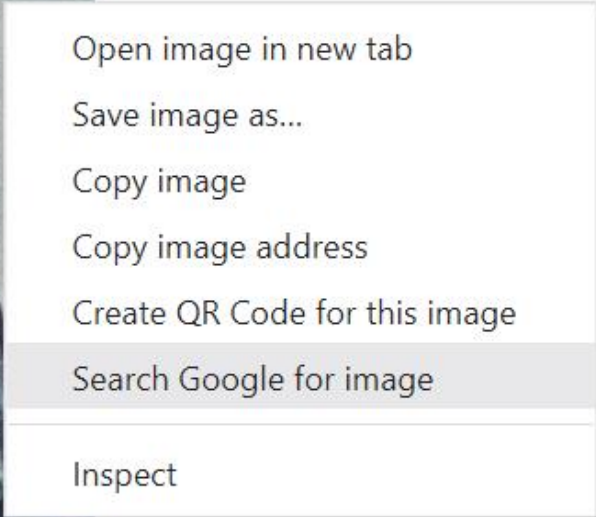 Open image in new tab
Save image as...
Copy image
Copy image address
Create QR Code for this image
Search Google for image
Inspect